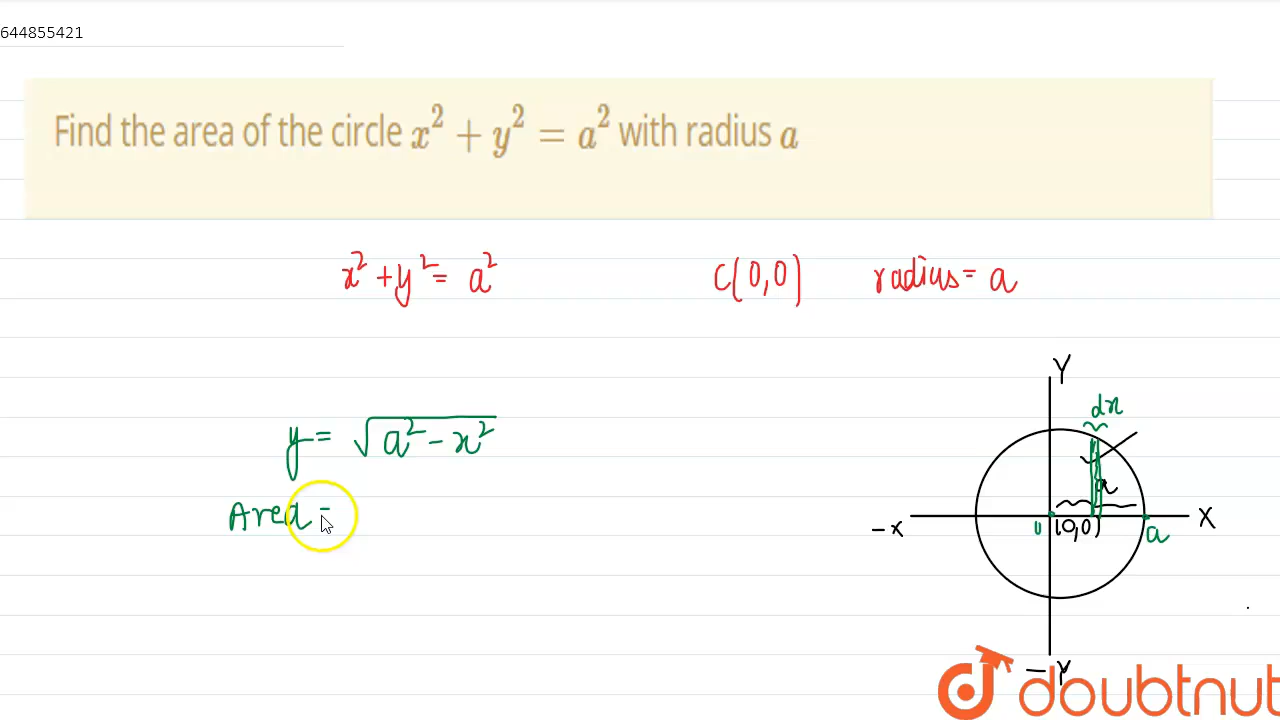 644855421
Find the area of the circle x² + y² = a² with radius a
x² + y² = a² C(0,0) radius = a
Y
dx
y = √(a² - x²)
a
Area =
-x 0 (0,0) a X
-Y
doubtnut